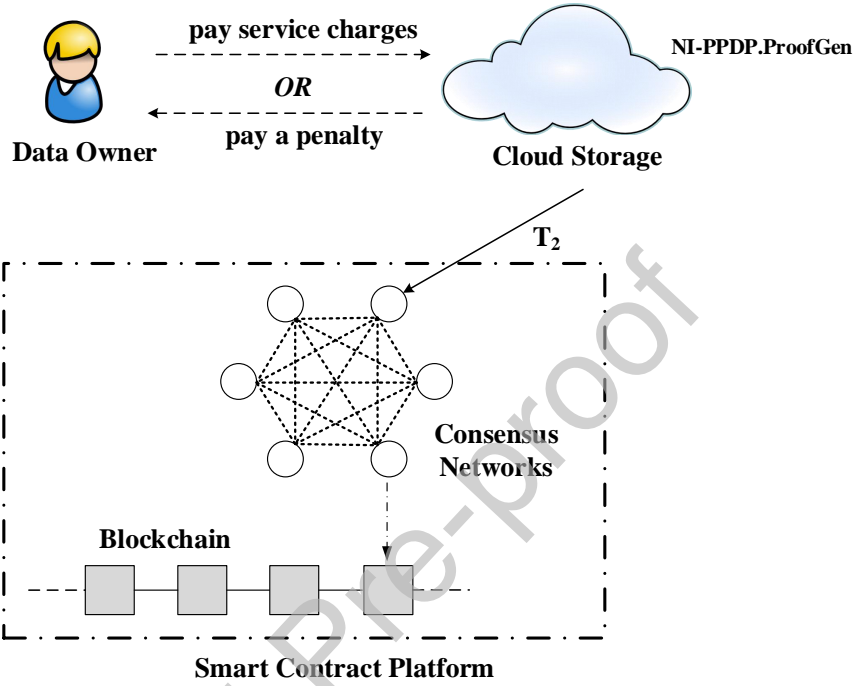 pay service charges
NI-PPDP.ProofGen
OR
pay a penalty
Data Owner
Cloud Storage
T₂
Consensus
Networks
Blockchain
Smart Contract Platform
Pre-proof